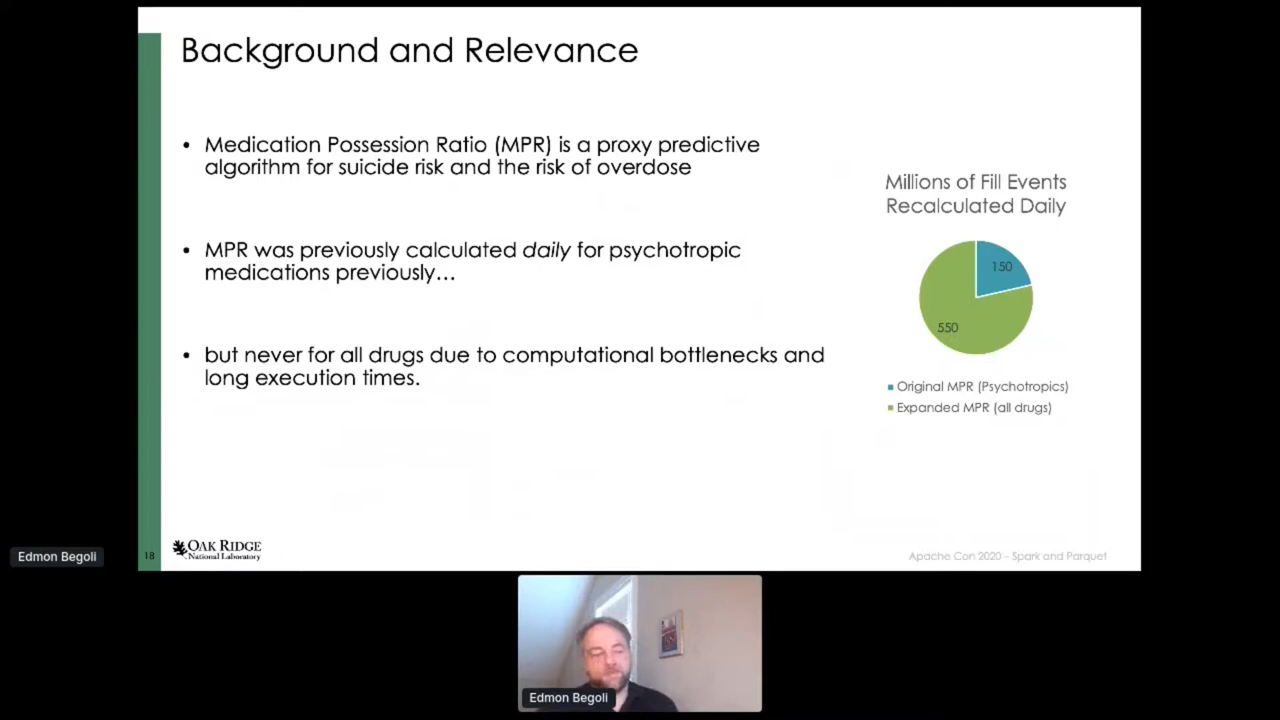 Background and Relevance
• Medication Possession Ratio (MPR) is a proxy predictive
algorithm for suicide risk and the risk of overdose
• MPR was previously calculated daily for psychotropic
medications previously…
• but never for all drugs due to computational bottlenecks and
long execution times.
Millions of Fill Events
Recalculated Daily
150
550
Original MPR (Psychotropics)
Expanded MPR (all drugs)
Edmon Begoli
18
OAK RIDGE
National Laboratory
Apache Con 2020 – Spark and Parquet
Edmon Begoli